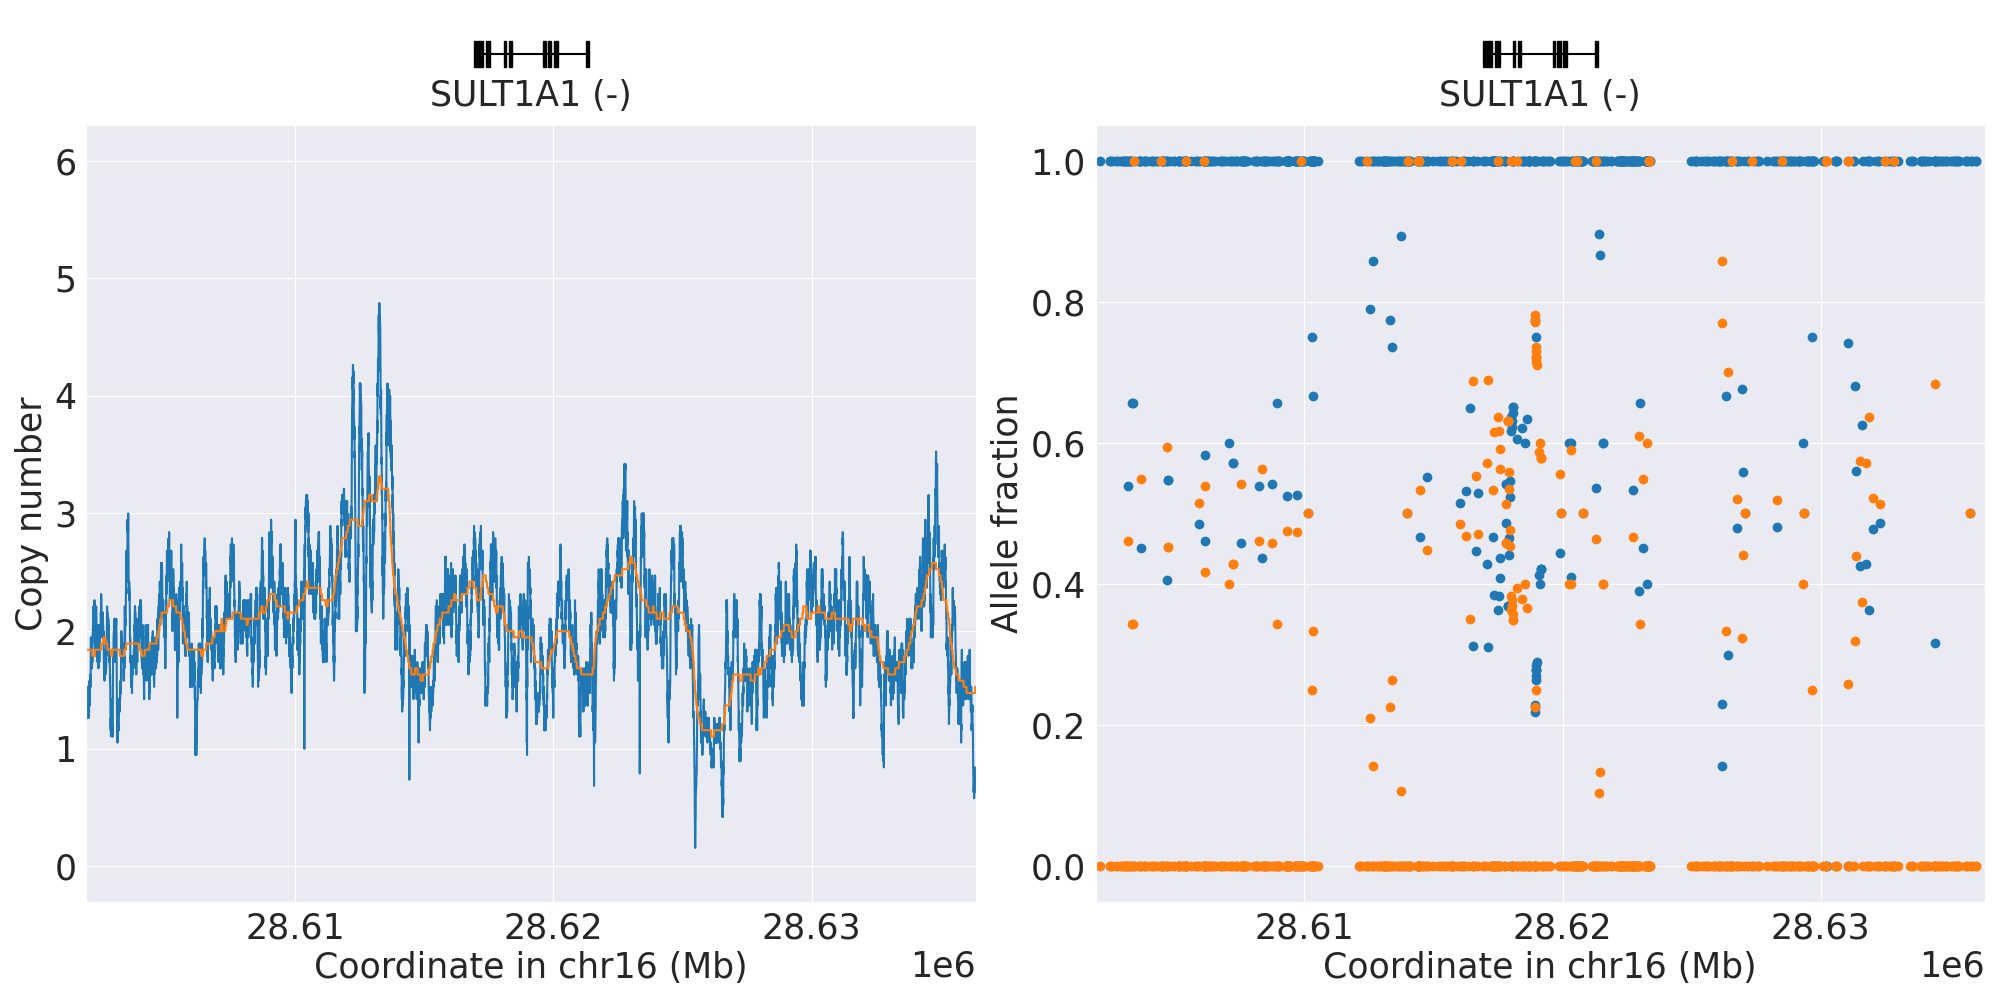 SULT1A1 (-)
Copy number
6
5
4
3
2
1
0
28.61
28.62
28.63
Coordinate in chr16 (Mb)
1e6
SULT1A1 (-)
Allele fraction
1.0
0.8
0.6
0.4
0.2
0.0
28.61
28.62
28.63
Coordinate in chr16 (Mb)
1e6